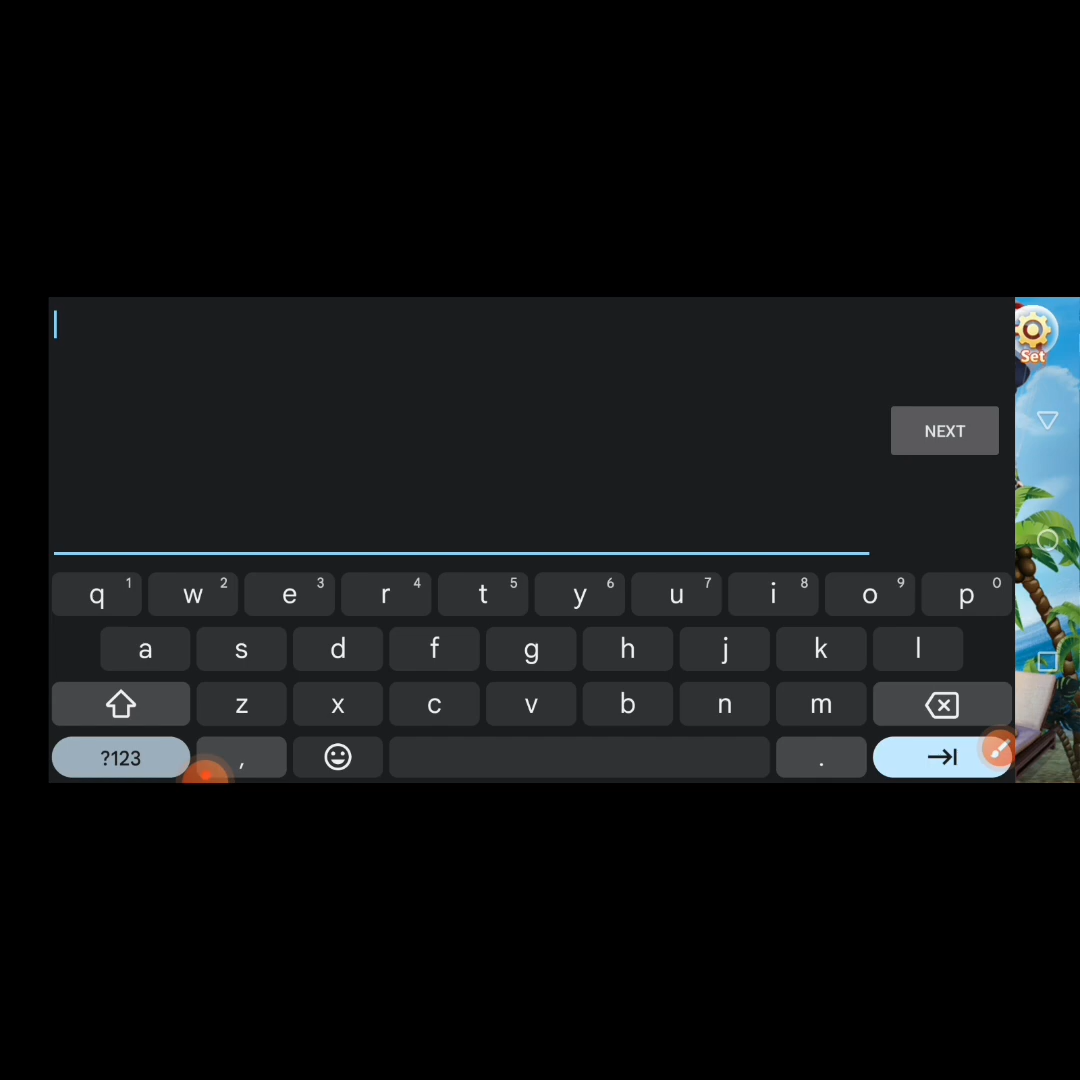 Set
NEXT
q 1 w 2 e 3 r 4 t 5 y 6 u 7 i 8 o 9 p 0
a s d f g h j k l
z x c v b n m
?123 , .